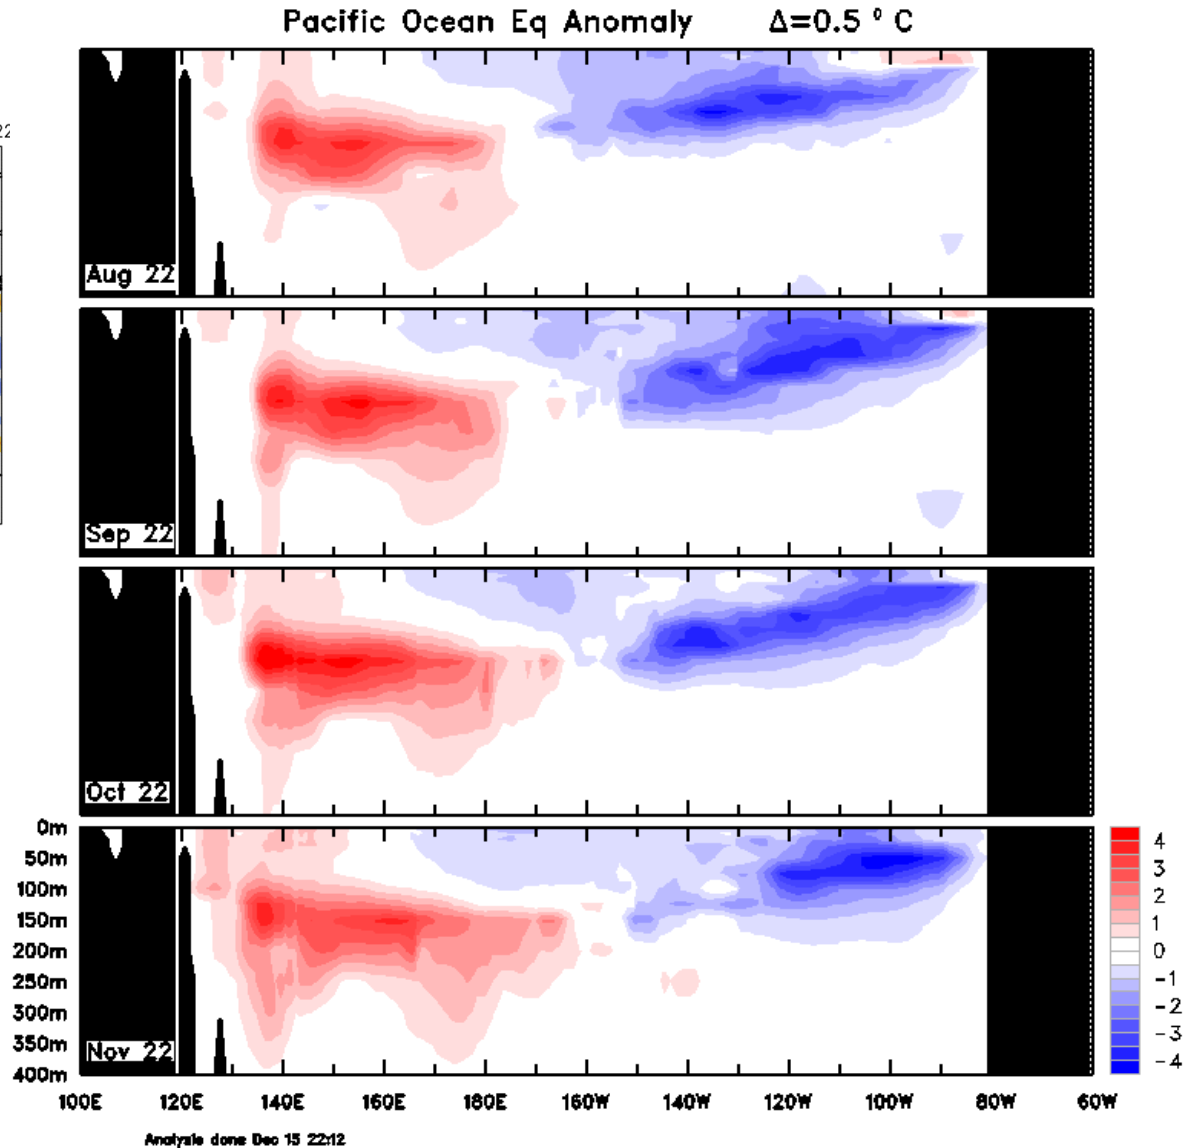 Pacific Ocean Eq Anomaly Δ=0.5 ° C
22
Aug 22
Sep 22
Oct 22
0m
50m
100m
150m
200m
250m
300m
350m
400m
Nov 22
4
3
2
1
0
-1
-2
-3
-4
100E 120E 140E 160E 180E 160W 140W 120W 100W 80W 60W
Analysis done Dec 15 22:12